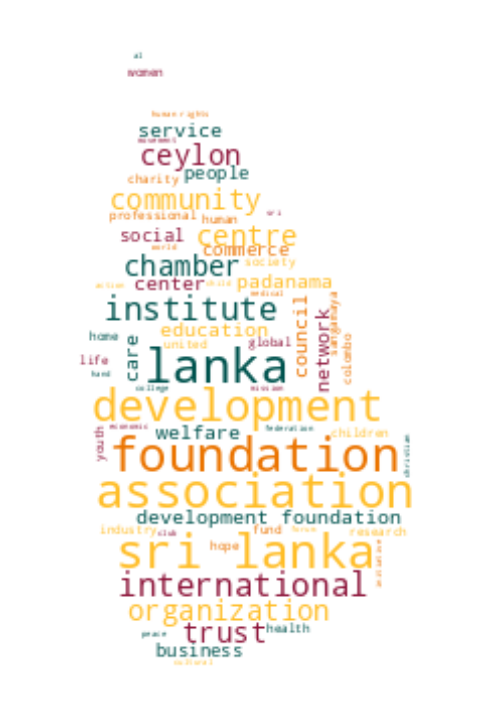 al
women
human rights
service
movement
ceylon
people
charity
community
professional human sri
social centre
world commerce
chamber society
center child padanama
action medical
institute
education council network sangamaya
home united global colombo
care lanka
life
hand
college mission
development
youth economic welfare federation children
foundation christian
association
development foundation
industry club fund forum research
sri lanka
hope
international
organization
trust health
peace
business
cultural